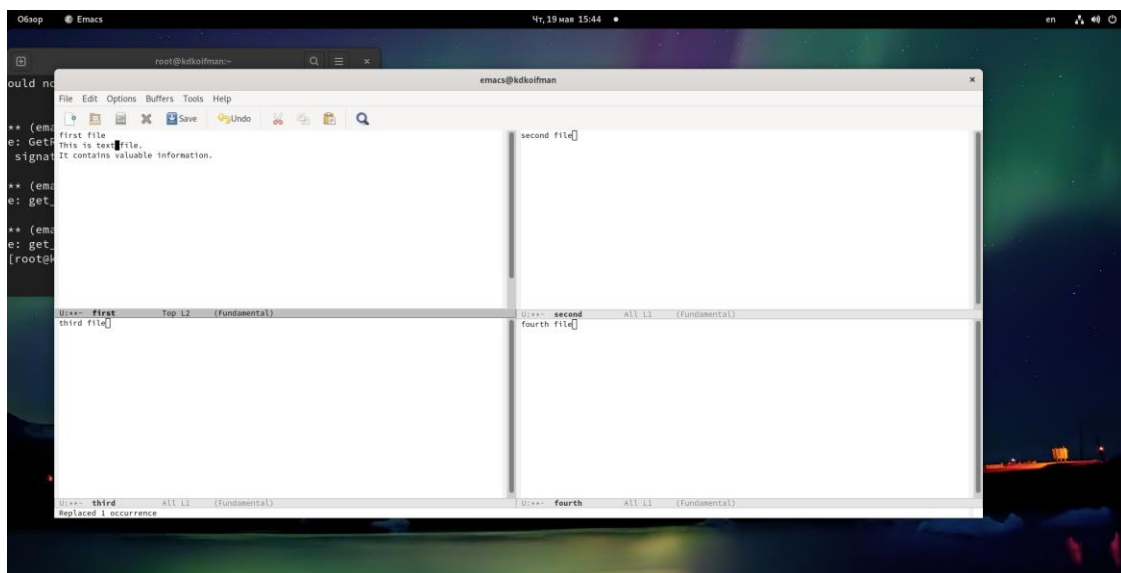 Обзор Emacs Чт, 19 мая 15:44 en
root@kdkoifman:~
ould no
emacs@kdkoifman
File Edit Options Buffers Tools Help
Save Undo
** (ema
e: GetR
signat
** (ema
e: get_
** (ema
e: get_
[root@k
first file
This is text file.
It contains valuable information.
second file
U:**- first Top L2 (Fundamental)
U:**- second All L1 (Fundamental)
third file
fourth file
U:**- third All L1 (Fundamental)
U:**- fourth All L1 (Fundamental)
Replaced 1 occurrence